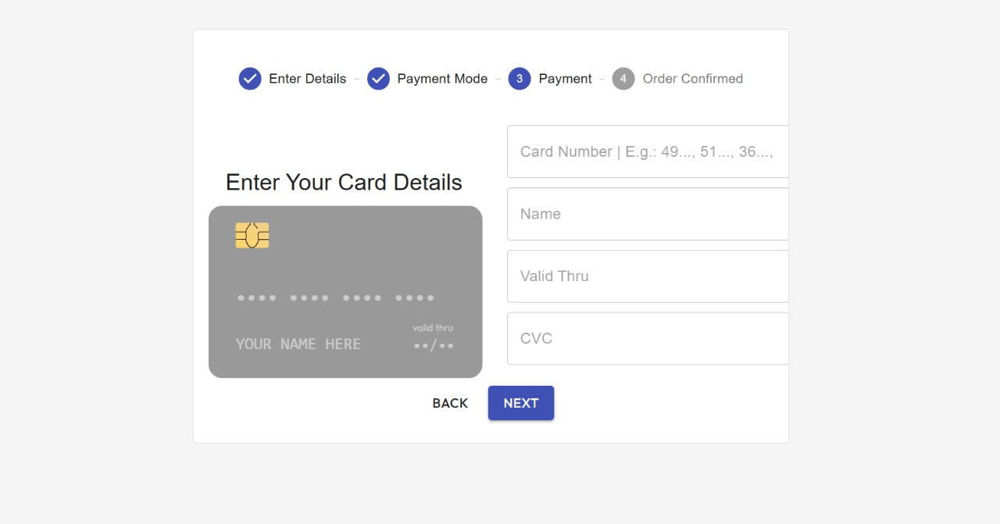 Enter Details
Payment Mode
3 Payment
4 Order Confirmed
Enter Your Card Details
•••• •••• •••• ••••
valid thru
YOUR NAME HERE ••/••
Card Number | E.g.: 49..., 51..., 36...,
Name
Valid Thru
CVC
BACK NEXT